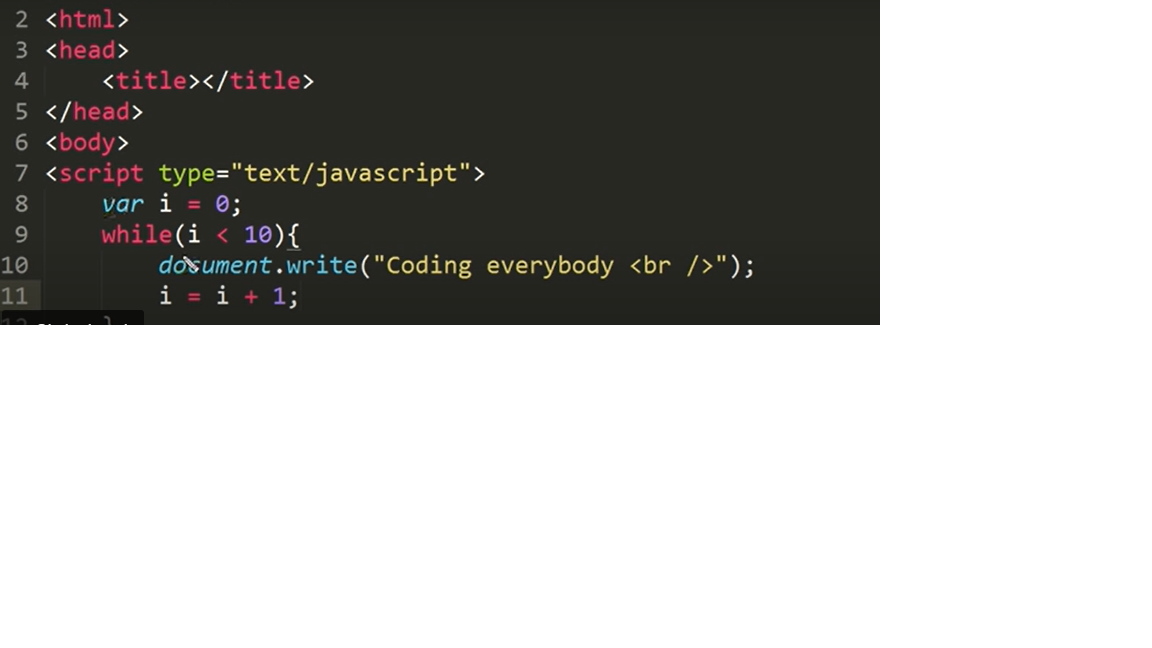 2 <html>
3 <head>
4     <title></title>
5 </head>
6 <body>
7 <script type="text/javascript">
8     var i = 0;
9     while(i < 10){
10         document.write("Coding everybody <br />");
11         i = i + 1;